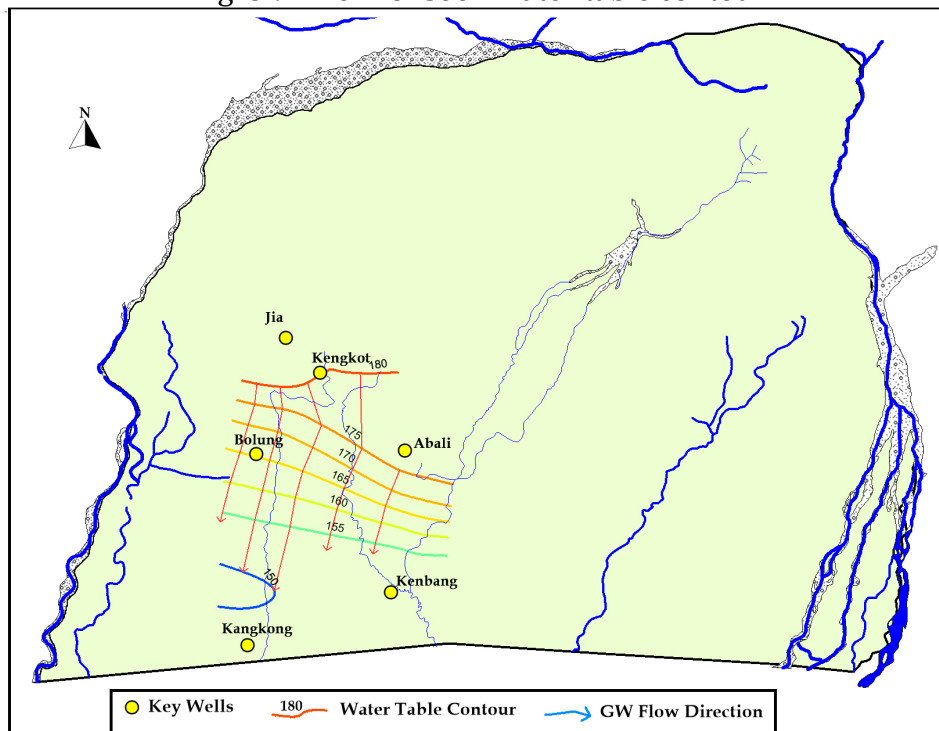 N
Jia
Kengkot
180
175
Bolung
Abali
170
165
160
155
150
Kenbang
Kangkong
Key Wells
180
Water Table Contour
GW Flow Direction